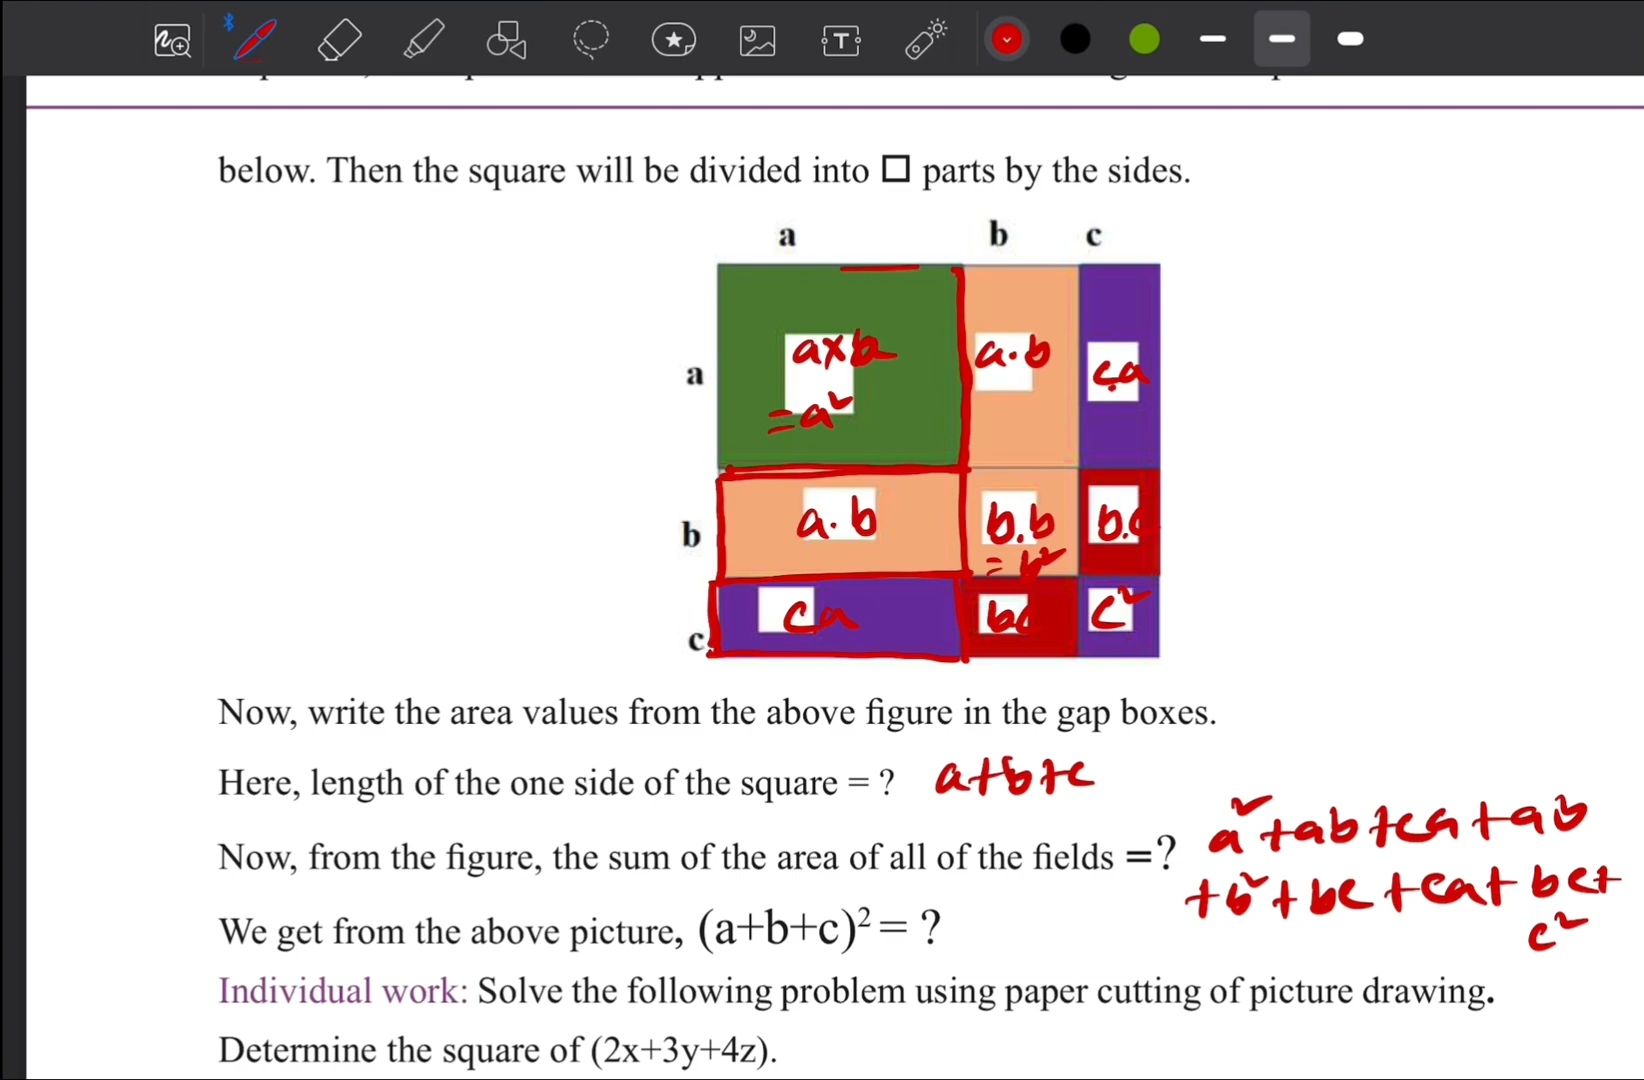 below. Then the square will be divided into □ parts by the sides.
a b c
a
a×a
=a²
a.b
ca
b
a.b
b.b
= b²
b.c
c
ca
bc
c²
Now, write the area values from the above figure in the gap boxes.
Here, length of the one side of the square = ? a+b+c
Now, from the figure, the sum of the area of all of the fields =? a²+ab+ca+ab
+b²+bc+ca+bc+
c²
We get from the above picture, (a+b+c)² = ?
Individual work: Solve the following problem using paper cutting of picture drawing.
Determine the square of (2x+3y+4z).